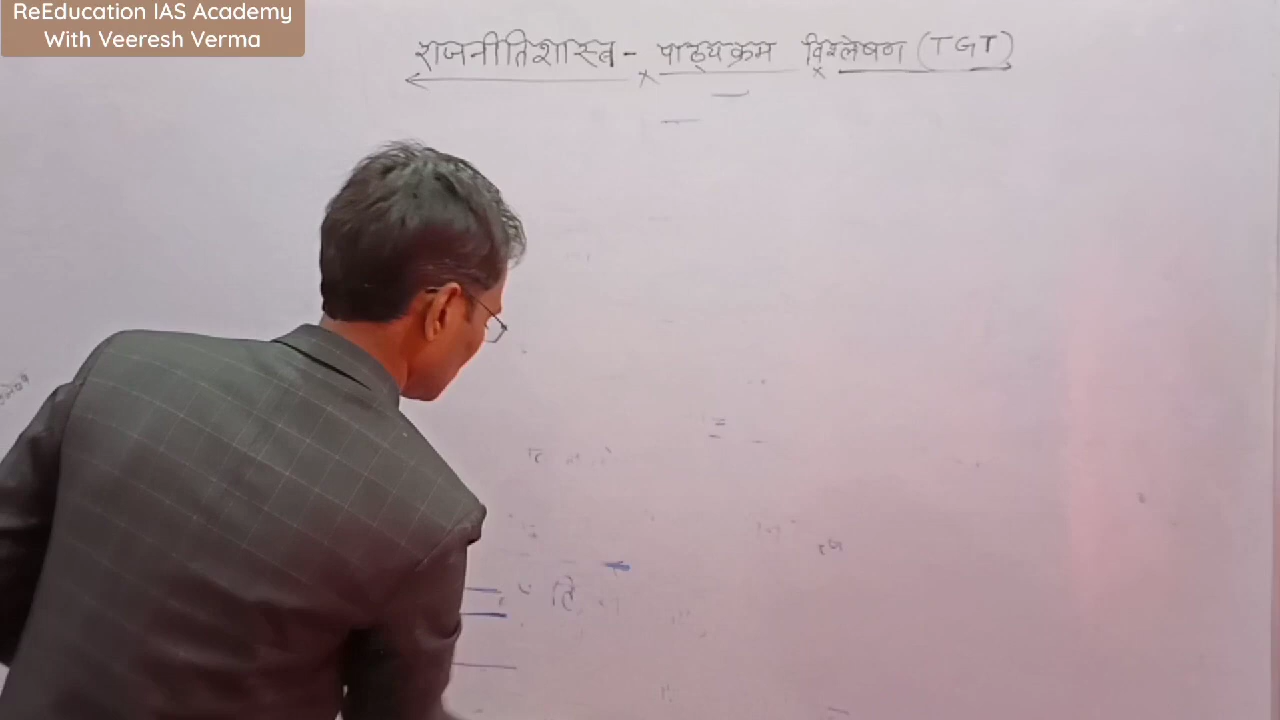 ReEducation IAS Academy
With Veeresh Verma
राजनीतिशास्त्र - पाठ्यक्रम विश्लेषण (TGT)